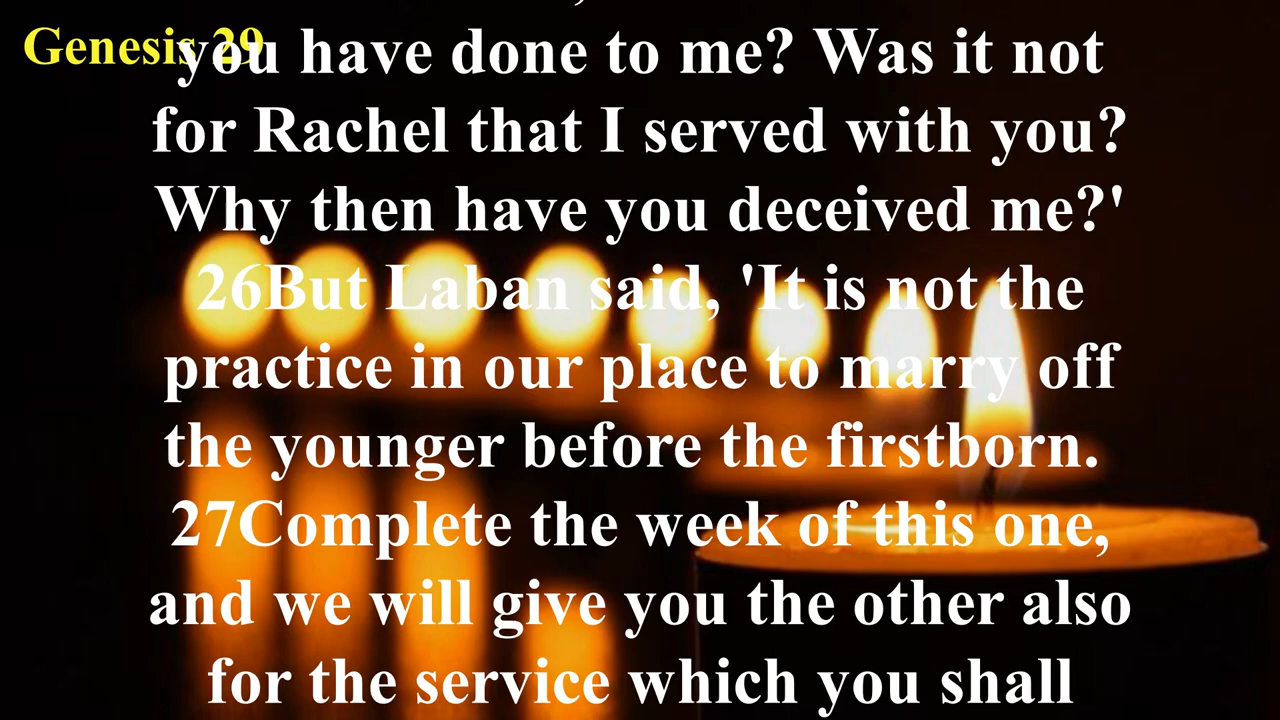 Genesis 29
you have done to me? Was it not
for Rachel that I served with you?
Why then have you deceived me?'
26But Laban said, 'It is not the
practice in our place to marry off
the younger before the firstborn.
27Complete the week of this one,
and we will give you the other also
for the service which you shall